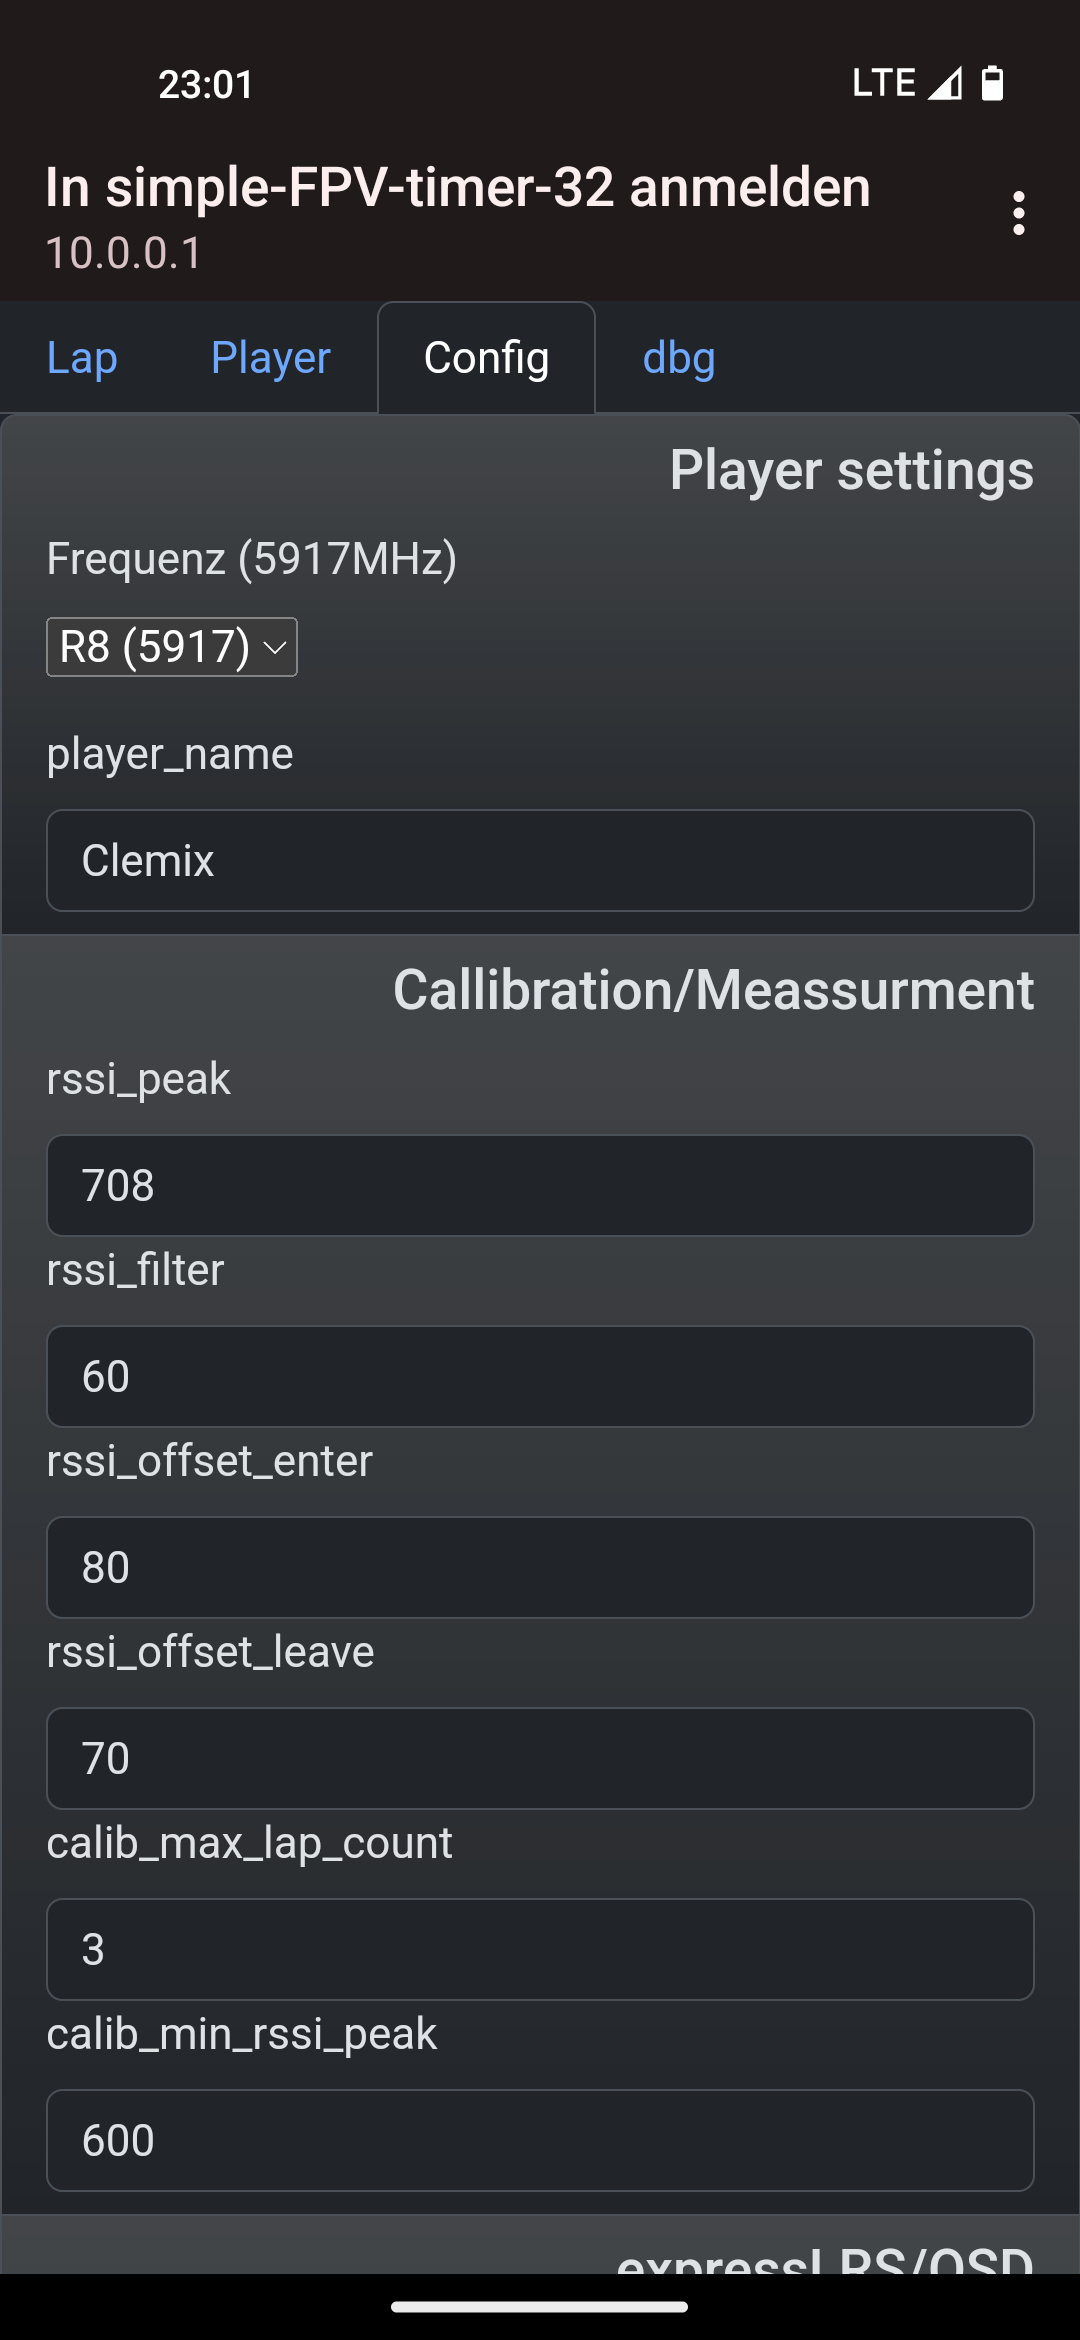 23:01
LTE
In simple-FPV-timer-32 anmelden
10.0.0.1
Lap Player Config dbg
Player settings
Frequenz (5917MHz)
R8 (5917)
player_name
Clemix
Callibration/Meassurment
rssi_peak
708
rssi_filter
60
rssi_offset_enter
80
rssi_offset_leave
70
calib_max_lap_count
3
calib_min_rssi_peak
600
expressLRS/OSD